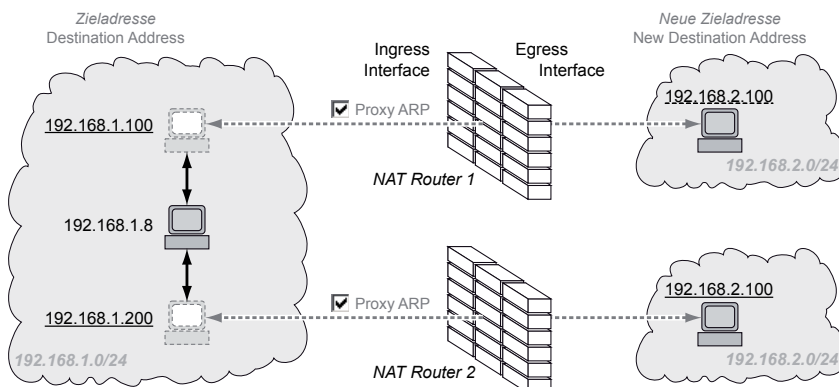 Zieladresse
Destination Address
Ingress
Interface
Egress
Interface
Neue Zieladresse
New Destination Address
192.168.1.100
Proxy ARP
192.168.2.100
192.168.2.0/24
NAT Router 1
192.168.1.8
192.168.1.200
Proxy ARP
192.168.2.100
192.168.1.0/24
NAT Router 2
192.168.2.0/24